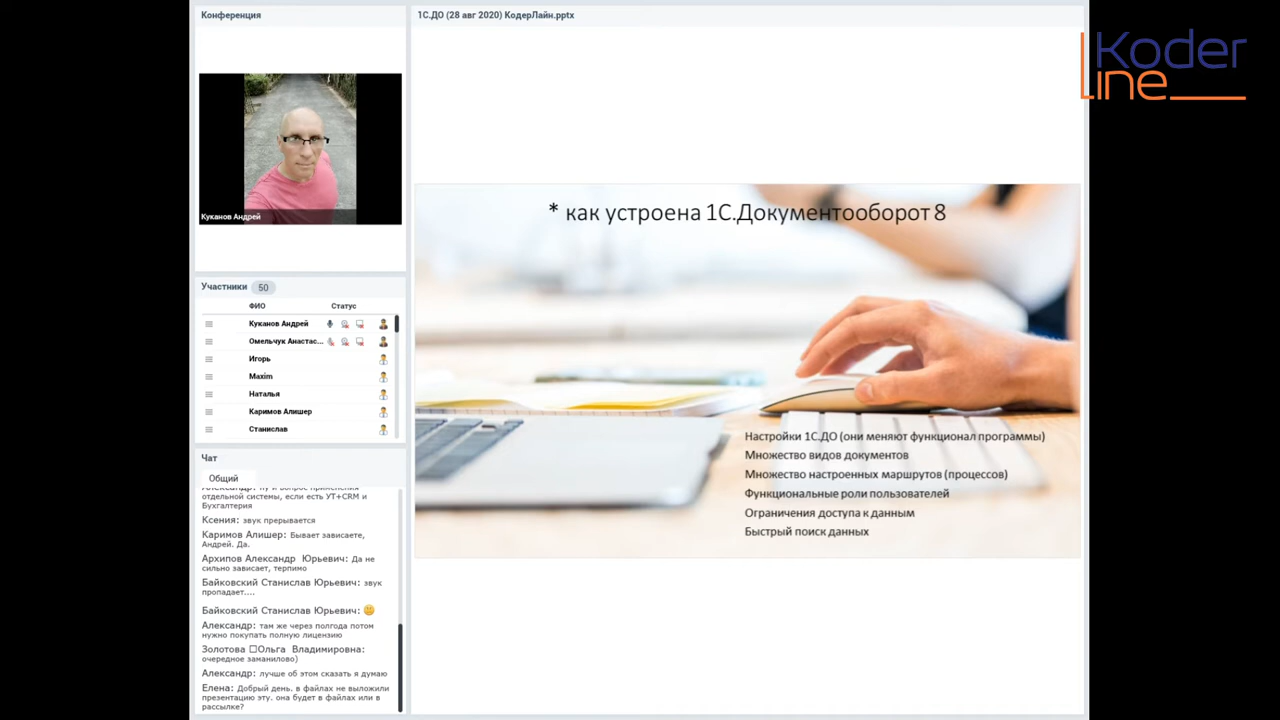 Конференция
Куканов Андрей
Участники 50
ФИО Статус
Куканов Андрей
Омельчук Анастас...
Игорь
Maxim
Наталья
Каримов Алишер
Станислав
Чат
Общий
отдельной системы, если есть УТ+CRM и
Бухгалтерия
Ксения: звук прерывается
Каримов Алишер: Бывает зависаете,
Андрей. Да.
Архипов Александр Юрьевич: Да не
сильно зависает, терпимо
Байковский Станислав Юрьевич: звук
пропадает....
Байковский Станислав Юрьевич:
Александр: там же через полгода потом
нужно покупать полную лицензию
Золотова Ольга Владимировна:
очередное заманилово)
Александр: лучше об этом сказать я думаю
Елена: Добрый день. в файлах не выложили
презентацию эту. она будет в файлах или в
рассылке?
1С.ДО (28 авг 2020) КодерЛайн.pptx
* как устроена 1С.Документооборот 8
Настройки 1С.ДО (они меняют функционал программы)
Множество видов документов
Множество настроенных маршрутов (процессов)
Функциональные роли пользователей
Ограничения доступа к данным
Быстрый поиск данных
Koder
Line